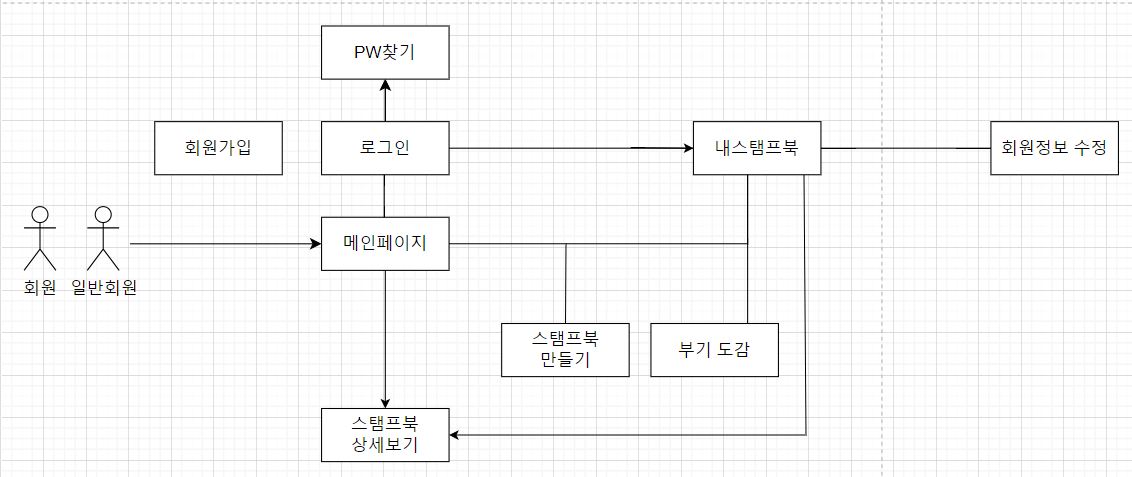 PW찾기
회원가입
로그인
내스탬프북
회원정보 수정
메인페이지
회원
일반회원
스탬프북
만들기
부기 도감
스탬프북
상세보기